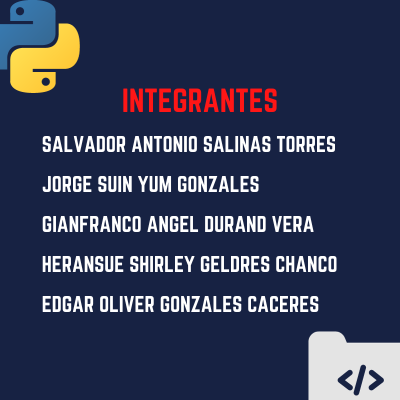 INTEGRANTES
SALVADOR ANTONIO SALINAS TORRES
JORGE SUIN YUM GONZALES
GIANFRANCO ANGEL DURAND VERA
HERANSUE SHIRLEY GELDRES CHANCO
EDGAR OLIVER GONZALES CACERES
</>